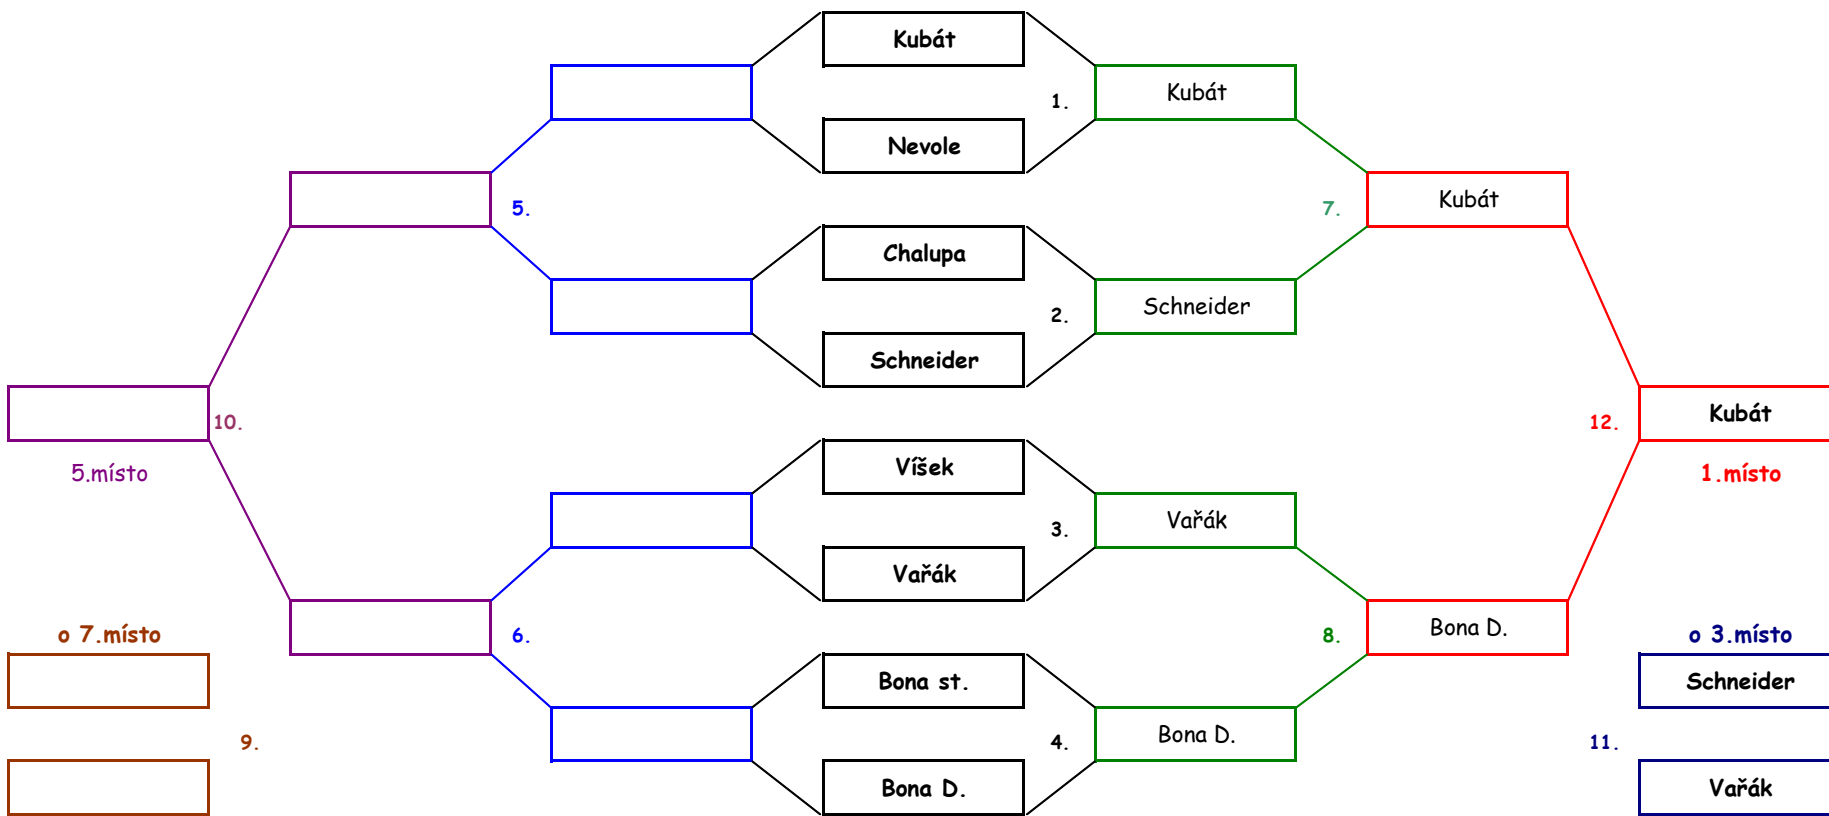 Kubát
1.
Kubát
Nevole
Kubát
5.
7.
Chalupa
2.
Schneider
Schneider
10.
12.
Kubát
5.místo
1.místo
Víšek
3.
Vařák
Vařák
o 7.místo
6.
8.
Bona D.
o 3.místo
Bona st.
Schneider
9.
4.
Bona D.
11.
Bona D.
Vařák